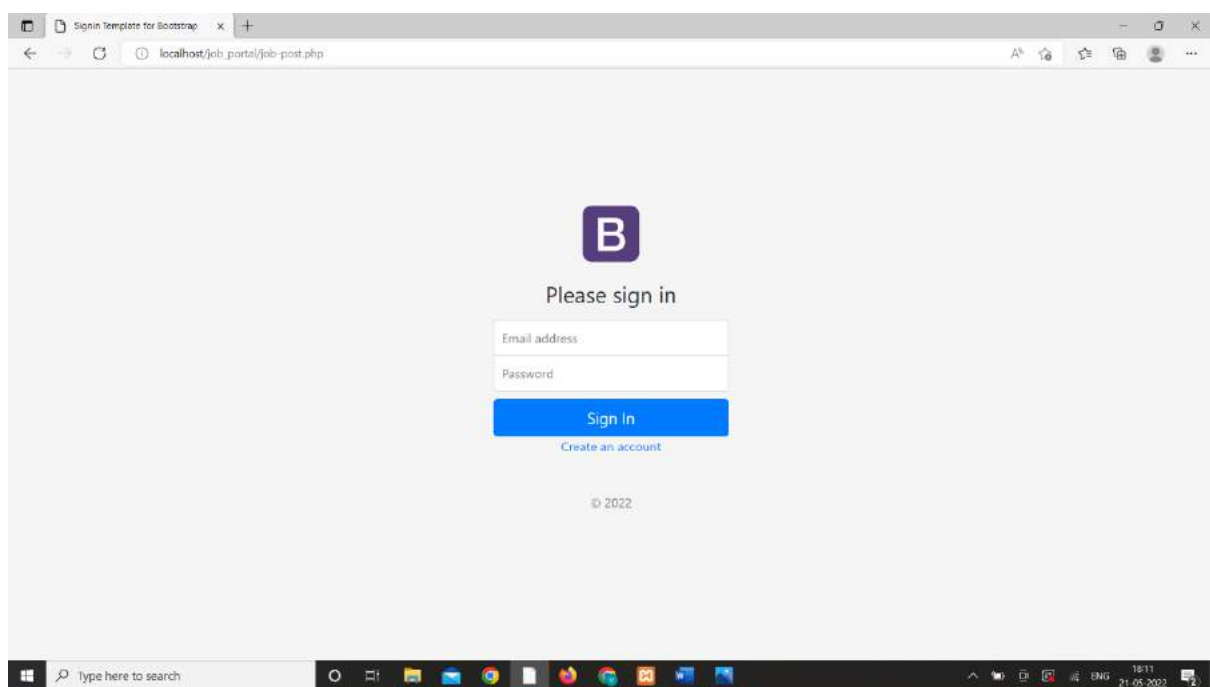 Signin Template for Bootstrap
localhost/job_portal/job-post.php
B
Please sign in
Email address
Password
Sign In
Create an account
© 2022
Type here to search
ENG
18:11
21-05-2022